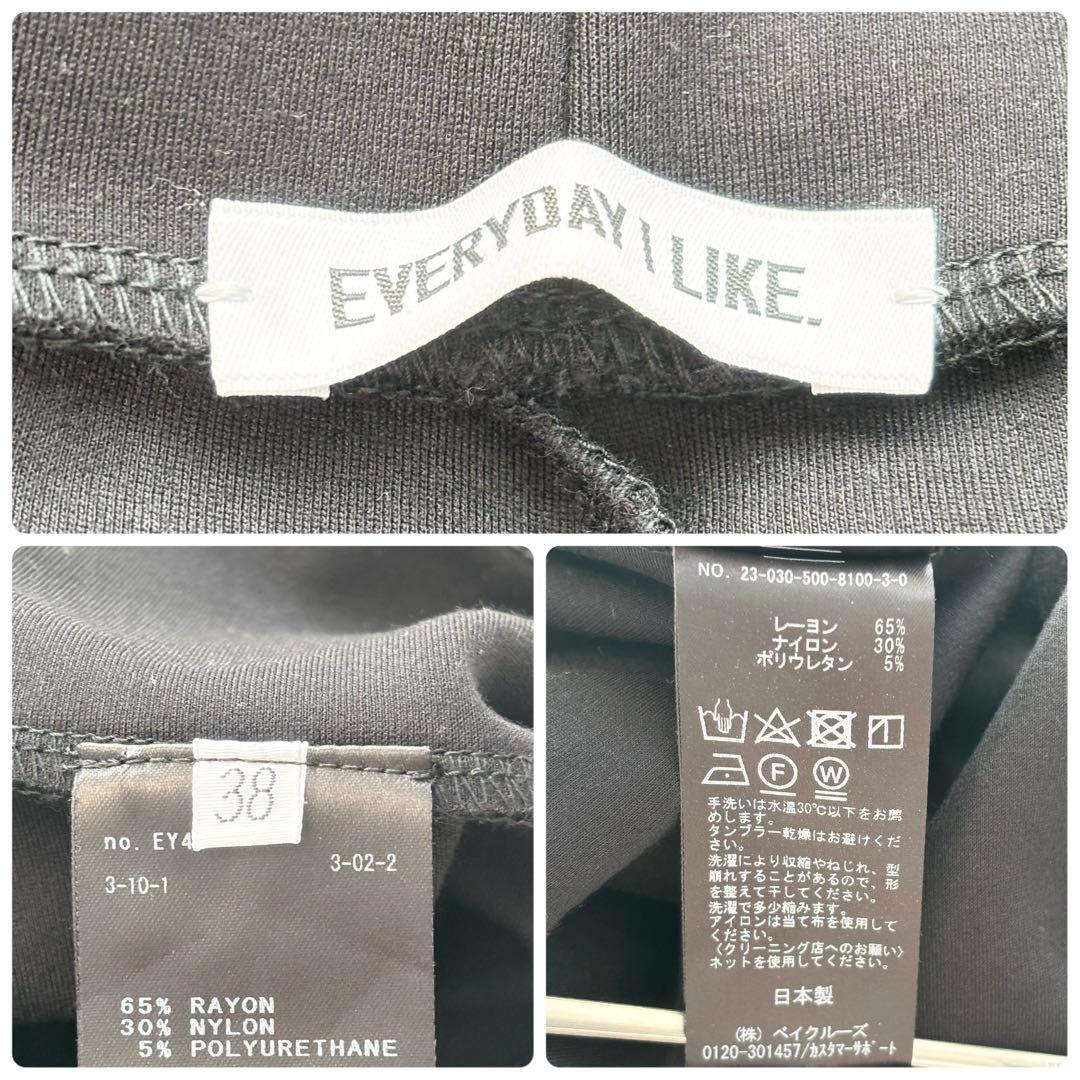 EVERYDAY I LIKE.
38
no. EY4
3-02-2
3-10-1
65% RAYON
30% NYLON
5% POLYURETHANE
NO. 23-030-500-8100-3-0
レーヨン 65%
ナイロン 30%
ポリウレタン 5%
F W
手洗いは水温30℃以下をお薦
めします。
タンブラー乾燥はお避けくだ
さい。
洗濯により収縮やねじれ、型
崩れすることがあるので、形
を整えて干してください。
洗濯で多少縮みます。
アイロンは当て布を使用して
ください。
〈クリーニング店へのお願い〉
ネットを使用してください。
日本製
(株) ベイクルーズ
0120-301457/カスタマーサポート